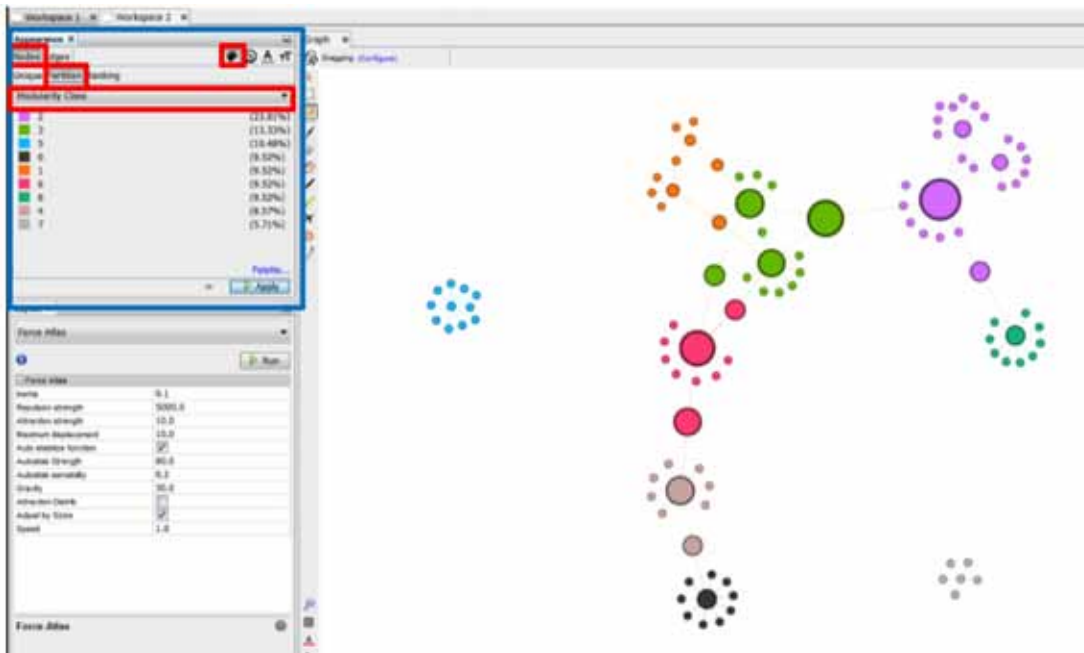 Workspace 1 Workspace 2
Appearance Graph
Nodes Edges Dragging (Configure)
Unique Partition Ranking
Modularity Class
2 (23.81%)
3 (13.33%)
5 (10.48%)
0 (9.52%)
1 (9.52%)
6 (9.52%)
8 (9.52%)
4 (8.57%)
7 (5.71%)
Palette...
Apply
Force Atlas
Run
Force Atlas
Inertia 0.1
Repulsion strength 5000.0
Attraction strength 10.0
Maximum displacement 10.0
Auto stabilize function
Autostab Strength 80.0
Autostab sensibility 0.2
Gravity 30.0
Attraction Distrib.
Adjust by Sizes
Speed 1.0
Force Atlas